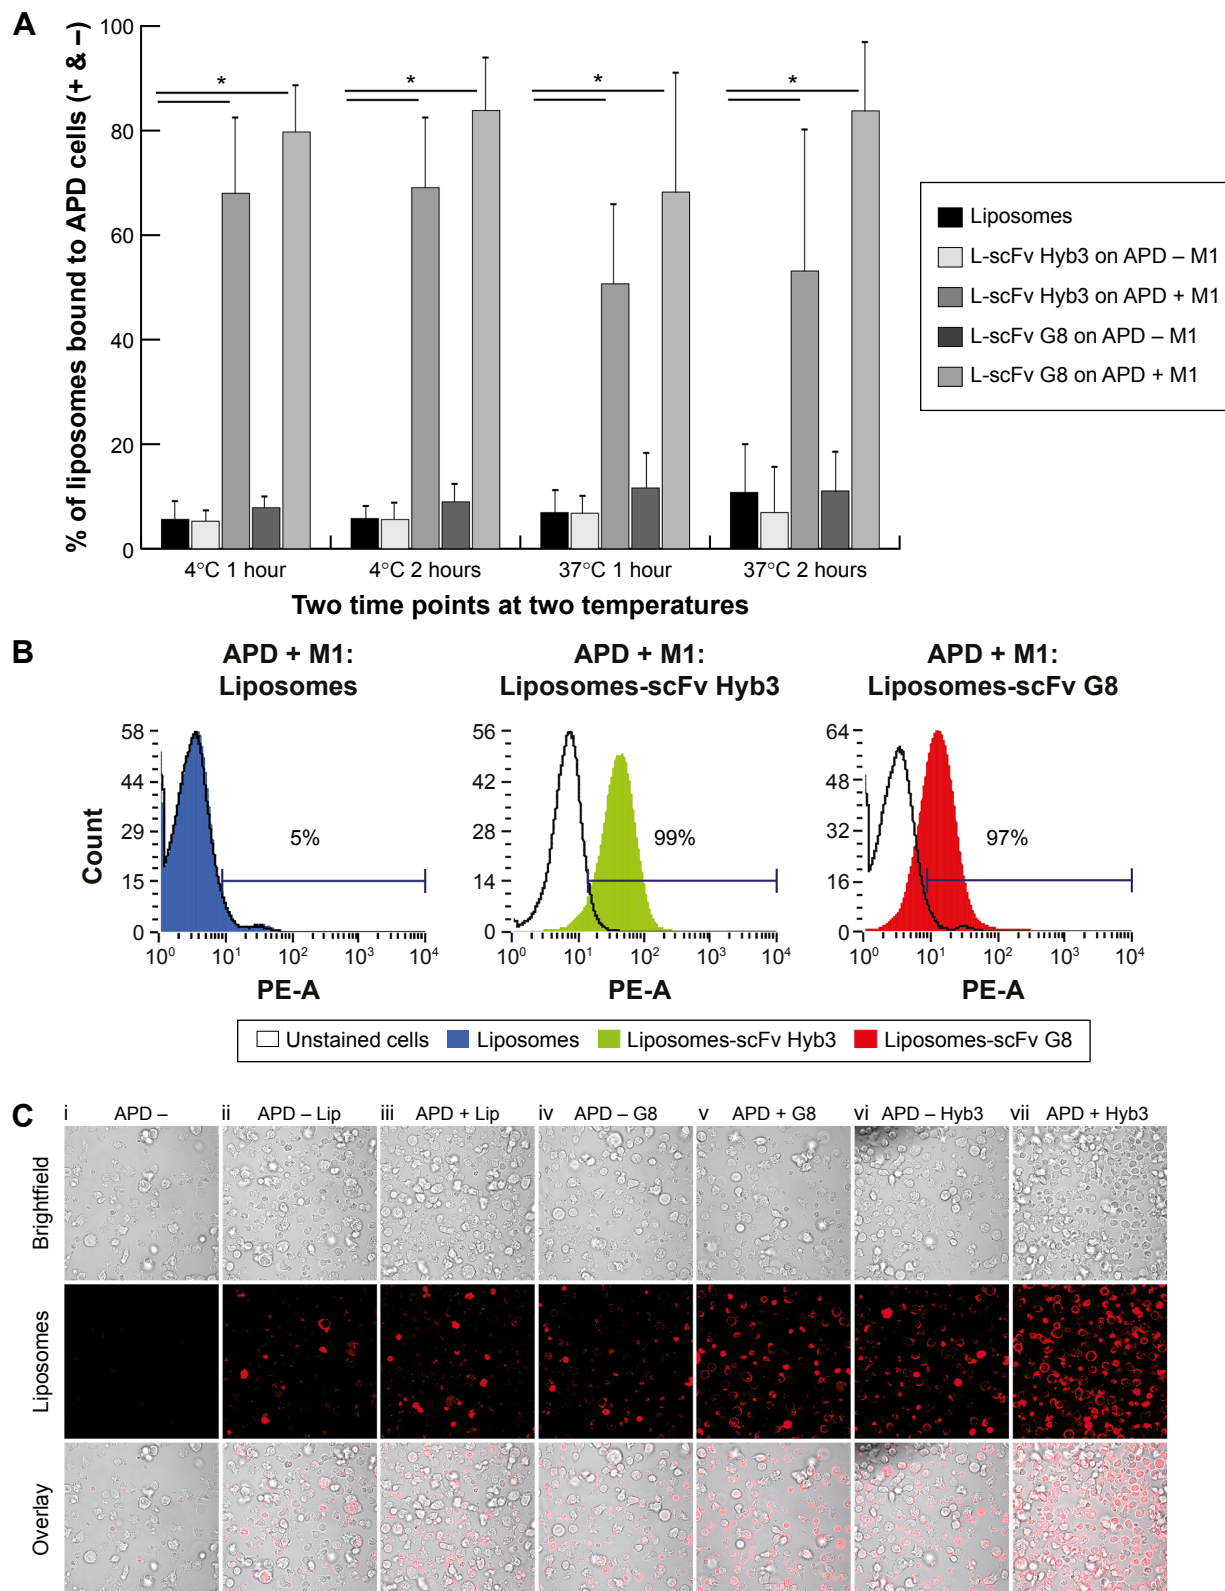 A
% of liposomes bound to APD cells (+ & –)
100
80
60
40
20
0
*
*
*
*
4°C 1 hour
4°C 2 hours
37°C 1 hour
37°C 2 hours
Two time points at two temperatures
Liposomes
L-scFv Hyb3 on APD – M1
L-scFv Hyb3 on APD + M1
L-scFv G8 on APD – M1
L-scFv G8 on APD + M1
B
APD + M1:
Liposomes
APD + M1:
Liposomes-scFv Hyb3
APD + M1:
Liposomes-scFv G8
Count
58
44
29
15
0
5%
10⁰ 10¹ 10² 10³ 10⁴
PE-A
56
42
28
14
0
99%
10⁰ 10¹ 10² 10³ 10⁴
PE-A
64
48
32
16
0
97%
10⁰ 10¹ 10² 10³ 10⁴
PE-A
Unstained cells
Liposomes
Liposomes-scFv Hyb3
Liposomes-scFv G8
C
i APD –
ii APD – Lip
iii APD + Lip
iv APD – G8
v APD + G8
vi APD – Hyb3
vii APD + Hyb3
Brightfield
Liposomes
Overlay